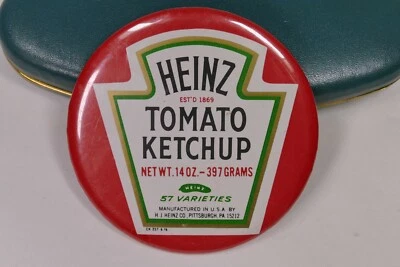 HEINZ
EST'D 1869
TOMATO
KETCHUP
NET WT. 14 OZ.-397 GRAMS
HEINZ
57 VARIETIES
MANUFACTURED IN U.S.A. BY
H.J. HEINZ CO. PITTSBURGH, PA. 15212